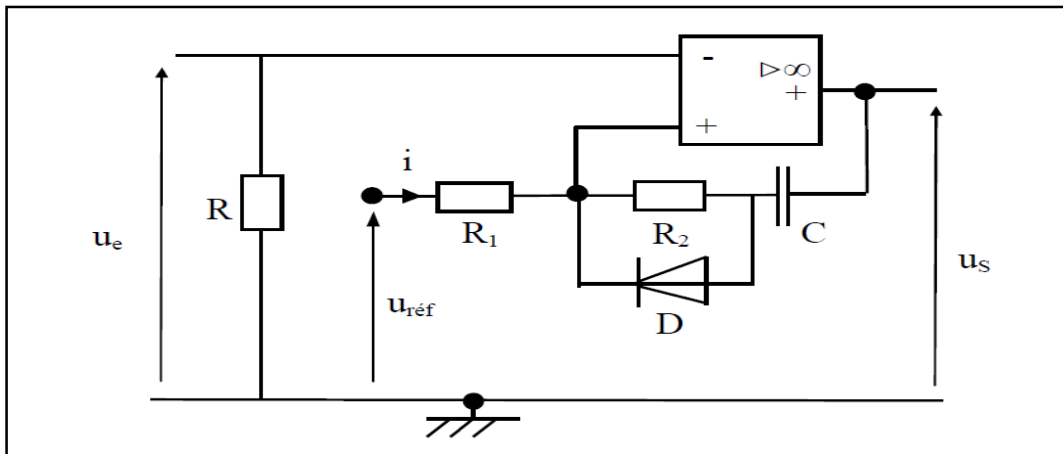 -
▷∞
+
+
i
R
R₁
R₂
C
uₑ
u_S
u_réf
D